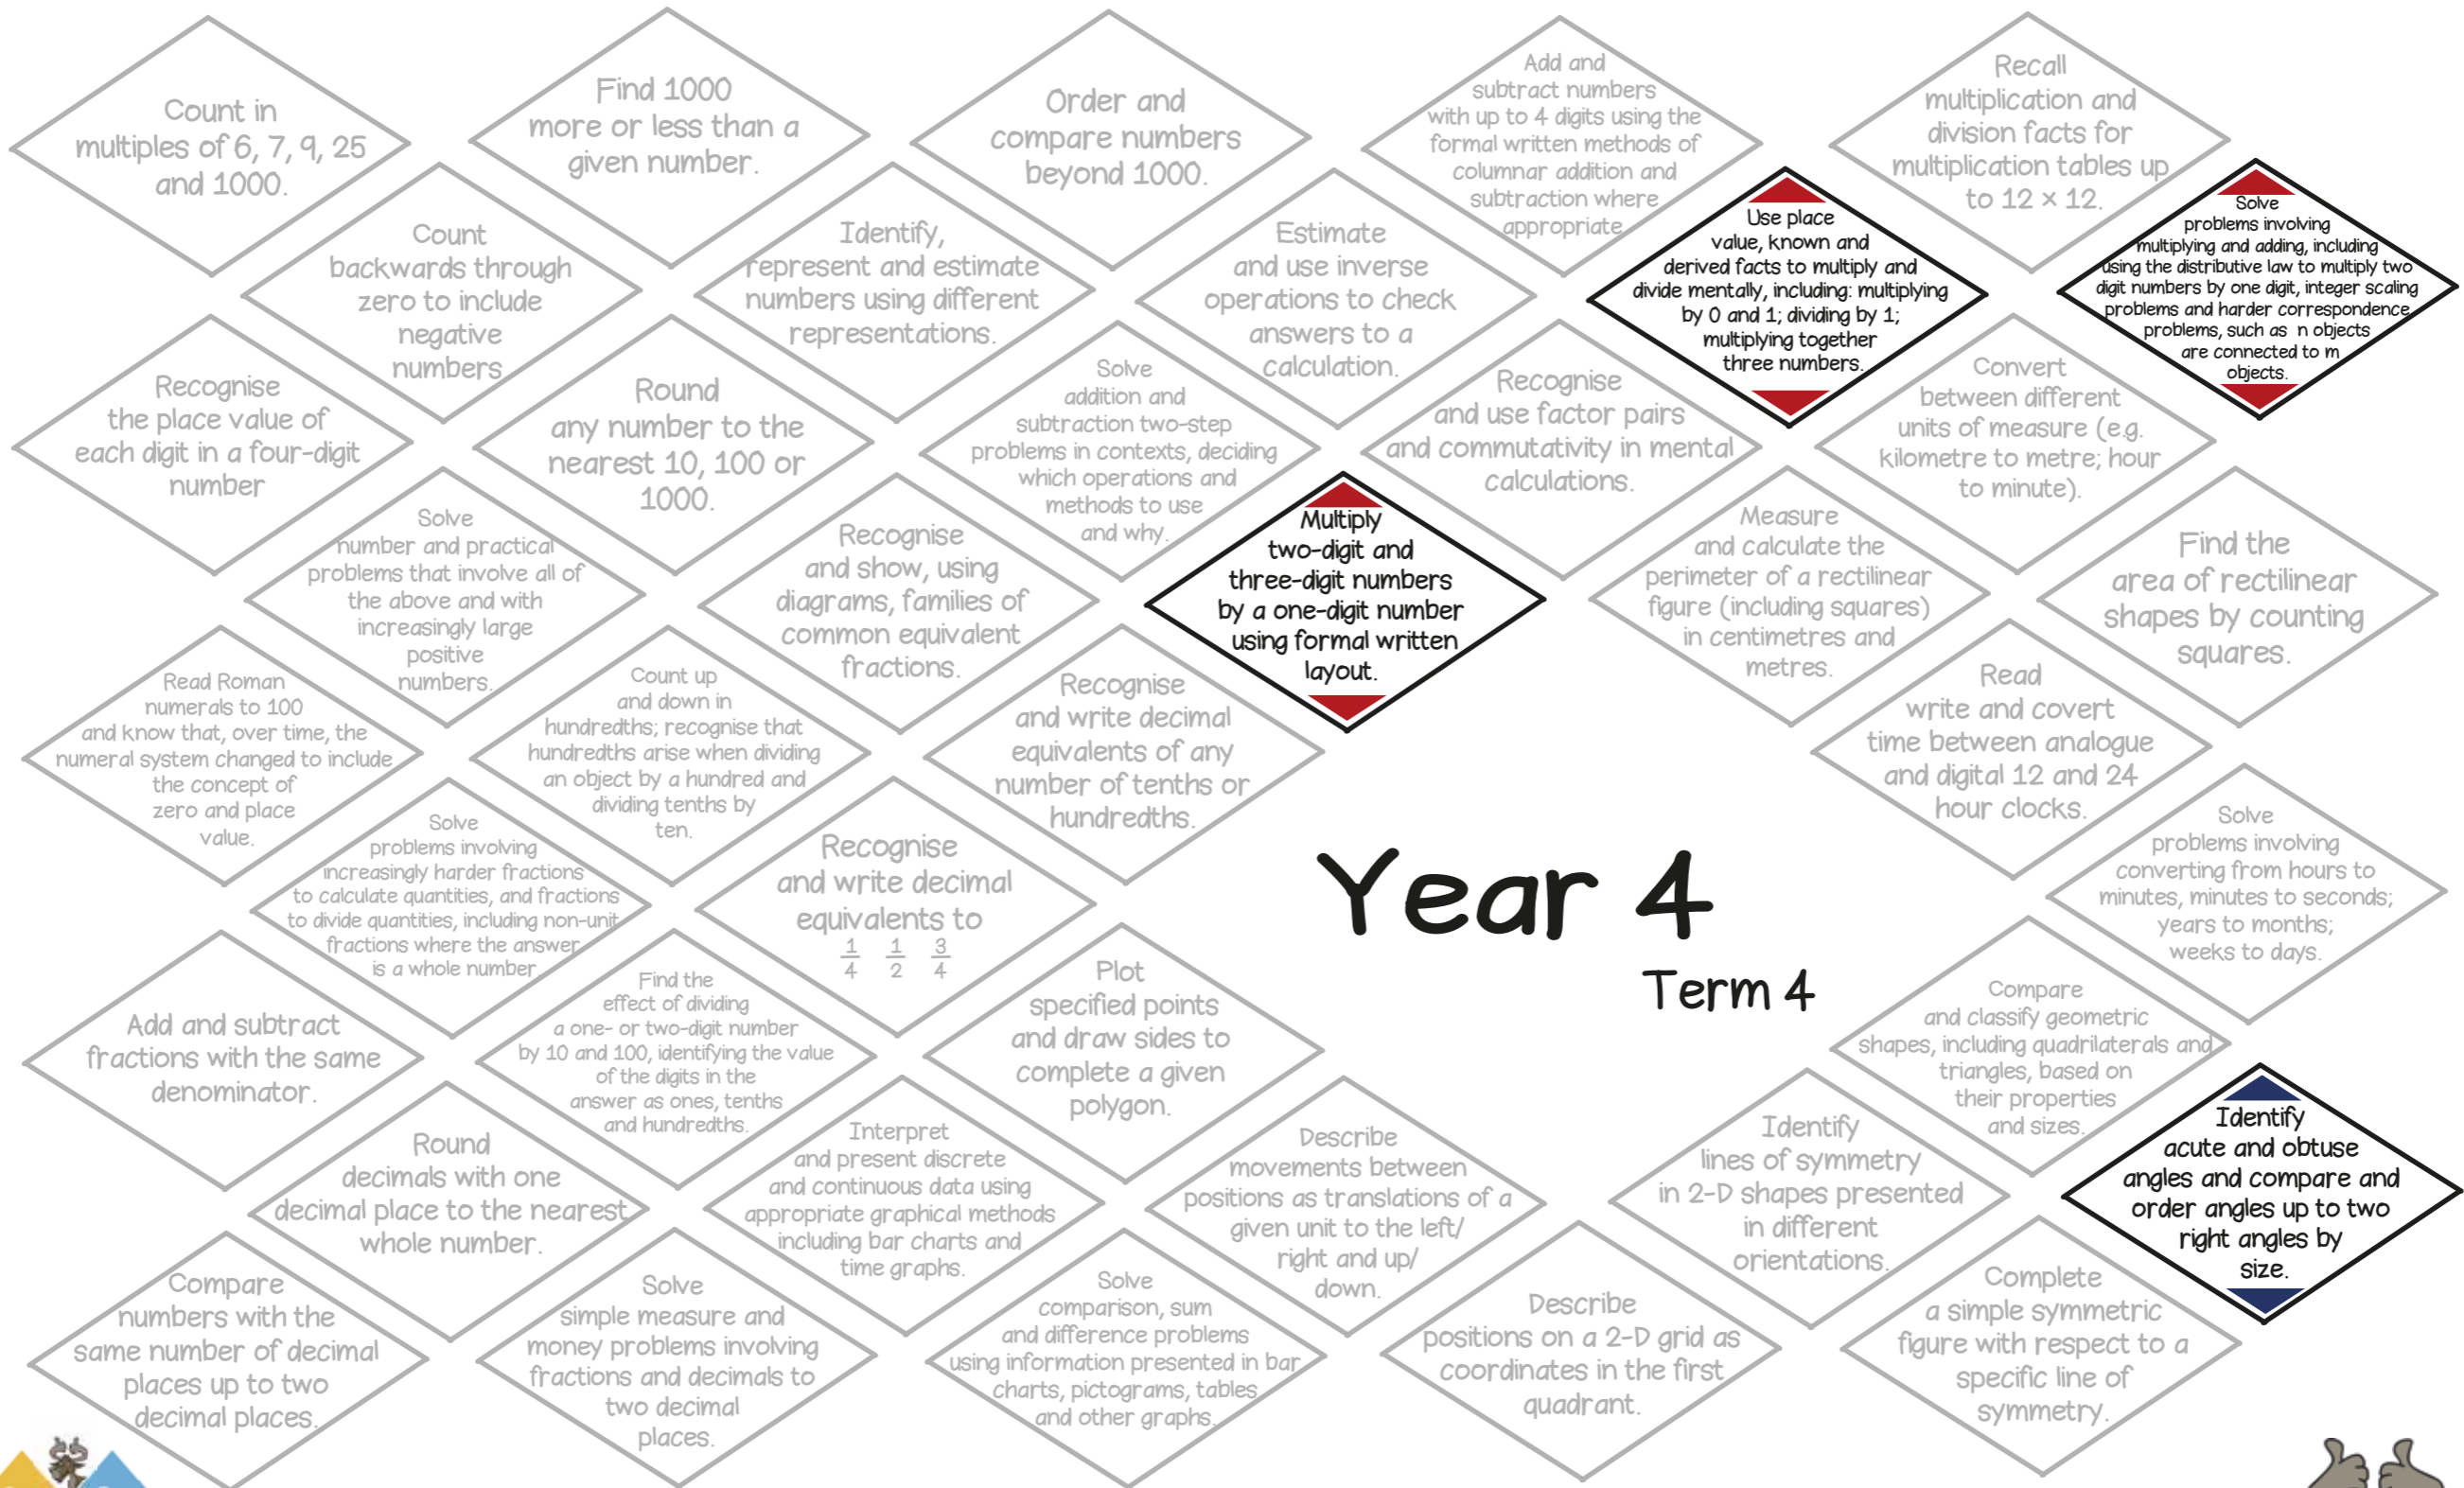 Count in
multiples of 6, 7, 9, 25
and 1000.
Find 1000
more or less than a
given number.
Order and
compare numbers
beyond 1000.
Add and
subtract numbers
with up to 4 digits using the
formal written methods of
columnar addition and
subtraction where
appropriate
Recall
multiplication and
division facts for
multiplication tables up
to 12 × 12.
Count
backwards through
zero to include
negative
numbers
Identify,
represent and estimate
numbers using different
representations.
Estimate
and use inverse
operations to check
answers to a
calculation.
Use place
value, known and
derived facts to multiply and
divide mentally, including: multiplying
by 0 and 1; dividing by 1;
multiplying together
three numbers.
Solve
problems involving
multiplying and adding, including
using the distributive law to multiply two
digit numbers by one digit, integer scaling
problems and harder correspondence
problems, such as n objects
are connected to m
objects.
Recognise
the place value of
each digit in a four-digit
number
Round
any number to the
nearest 10, 100 or
1000.
Solve
addition and
subtraction two-step
problems in contexts, deciding
which operations and
methods to use
and why.
Recognise
and use factor pairs
and commutativity in mental
calculations.
Convert
between different
units of measure (e.g.
kilometre to metre; hour
to minute).
Solve
number and practical
problems that involve all of
the above and with
increasingly large
positive
numbers.
Recognise
and show, using
diagrams, families of
common equivalent
fractions.
Multiply
two-digit and
three-digit numbers
by a one-digit number
using formal written
layout.
Measure
and calculate the
perimeter of a rectilinear
figure (including squares)
in centimetres and
metres.
Find the
area of rectilinear
shapes by counting
squares.
Read Roman
numerals to 100
and know that, over time, the
numeral system changed to include
the concept of
zero and place
value.
Count up
and down in
hundredths; recognise that
hundredths arise when dividing
an object by a hundred and
dividing tenths by
ten.
Recognise
and write decimal
equivalents of any
number of tenths or
hundredths.
Read
write and covert
time between analogue
and digital 12 and 24
hour clocks.
Solve
problems involving
increasingly harder fractions
to calculate quantities, and fractions
to divide quantities, including non-unit
fractions where the answer
is a whole number.
Recognise
and write decimal
equivalents to
1/4 1/2 3/4
Year 4
Term 4
Solve
problems involving
converting from hours to
minutes, minutes to seconds;
years to months;
weeks to days.
Add and subtract
fractions with the same
denominator.
Find the
effect of dividing
a one- or two-digit number
by 10 and 100, identifying the value
of the digits in the
answer as ones, tenths
and hundredths.
Plot
specified points
and draw sides to
complete a given
polygon.
Compare
and classify geometric
shapes, including quadrilaterals and
triangles, based on
their properties
and sizes.
Round
decimals with one
decimal place to the nearest
whole number.
Interpret
and present discrete
and continuous data using
appropriate graphical methods
including bar charts and
time graphs.
Describe
movements between
positions as translations of a
given unit to the left/
right and up/
down.
Identify
lines of symmetry
in 2-D shapes presented
in different
orientations.
Identify
acute and obtuse
angles and compare and
order angles up to two
right angles by
size.
Compare
numbers with the
same number of decimal
places up to two
decimal places.
Solve
simple measure and
money problems involving
fractions and decimals to
two decimal
places.
Solve
comparison, sum
and difference problems
using information presented in bar
charts, pictograms, tables
and other graphs.
Describe
positions on a 2-D grid as
coordinates in the first
quadrant.
Complete
a simple symmetric
figure with respect to a
specific line of
symmetry.